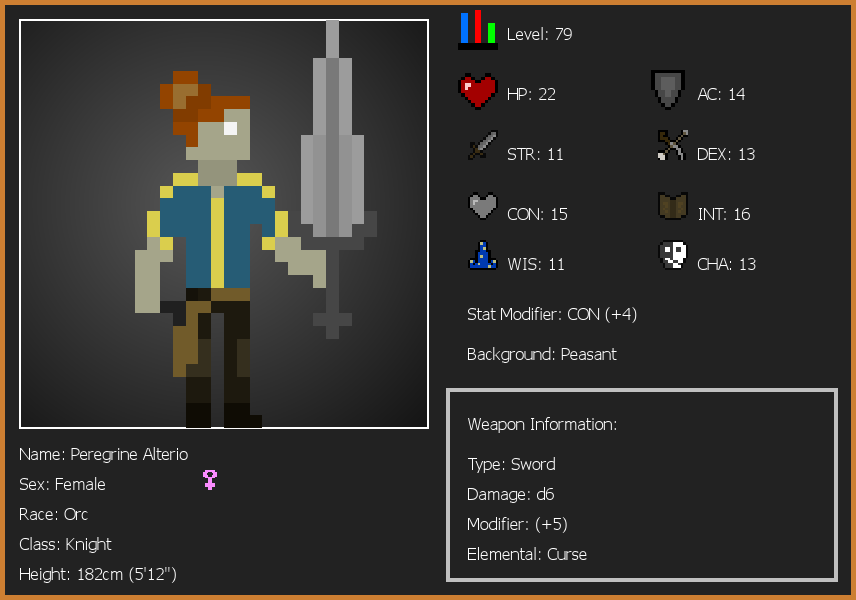 Level: 79
HP: 22
AC: 14
STR: 11
DEX: 13
CON: 15
INT: 16
WIS: 11
CHA: 13
Stat Modifier: CON (+4)
Background: Peasant
Weapon Information:
Type: Sword
Damage: d6
Modifier: (+5)
Elemental: Curse
Name: Peregrine Alterio
Sex: Female
Race: Orc
Class: Knight
Height: 182cm (5'12")